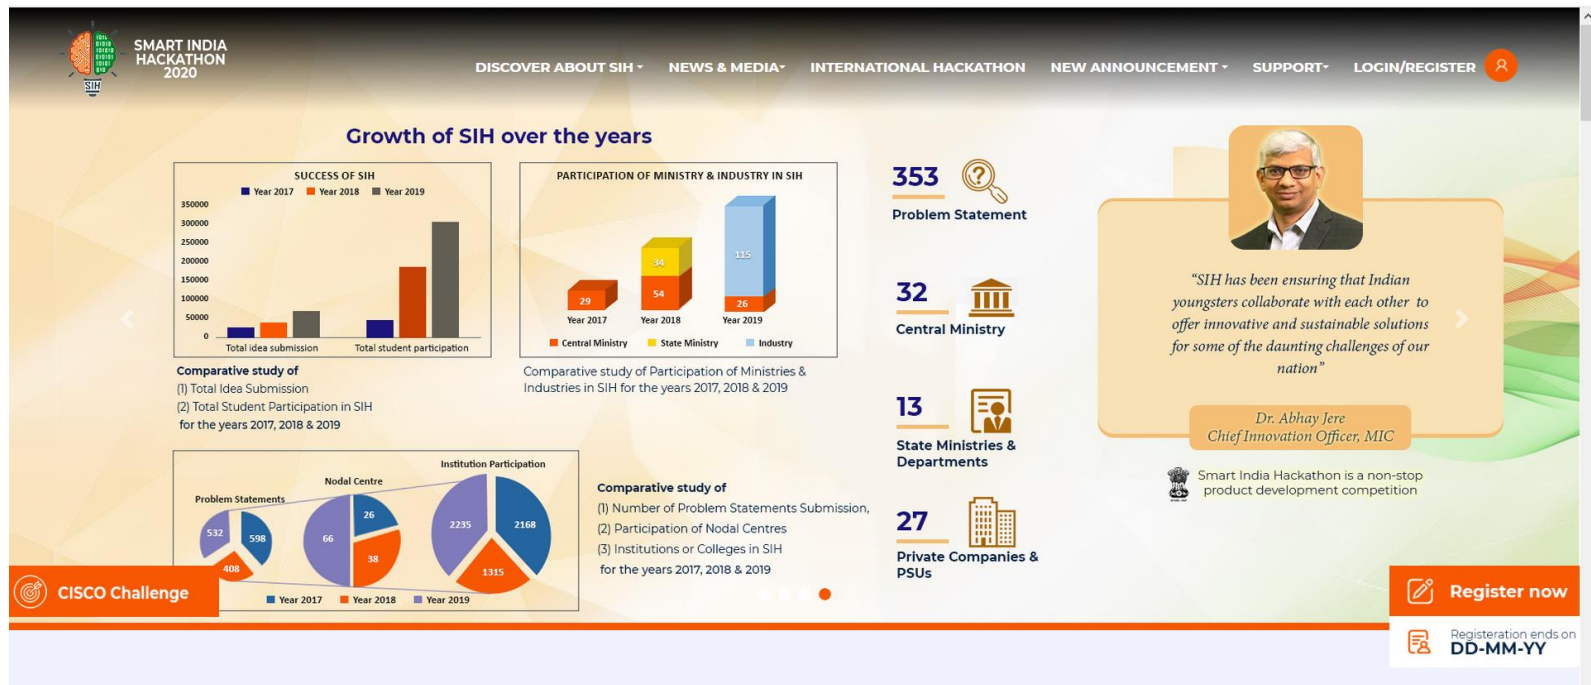 SMART INDIA
HACKATHON
2020
SIH
DISCOVER ABOUT SIH
NEWS & MEDIA
INTERNATIONAL HACKATHON
NEW ANNOUNCEMENT
SUPPORT
LOGIN/REGISTER
Growth of SIH over the years
SUCCESS OF SIH
Year 2017 Year 2018 Year 2019
350000
300000
250000
200000
150000
100000
50000
0
Total idea submission Total student participation
Comparative study of
(1) Total Idea Submission
(2) Total Student Participation in SIH
for the years 2017, 2018 & 2019
PARTICIPATION OF MINISTRY & INDUSTRY IN SIH
29
34
54
115
26
Year 2017 Year 2018 Year 2019
Central Ministry State Ministry Industry
Comparative study of Participation of Ministries &
Industries in SIH for the years 2017, 2018 & 2019
Problem Statements
532
598
408
Nodal Centre
26
66
38
Institution Participation
2235
2168
1315
Year 2017 Year 2018 Year 2019
Comparative study of
(1) Number of Problem Statements Submission,
(2) Participation of Nodal Centres
(3) Institutions or Colleges in SIH
for the years 2017, 2018 & 2019
353
Problem Statement
32
Central Ministry
13
State Ministries &
Departments
27
Private Companies &
PSUs
“SIH has been ensuring that Indian
youngsters collaborate with each other to
offer innovative and sustainable solutions
for some of the daunting challenges of our
nation”
Dr. Abhay Jere
Chief Innovation Officer, MIC
Smart India Hackathon is a non-stop
product development competition
CISCO Challenge
Register now
Registeration ends on
DD-MM-YY